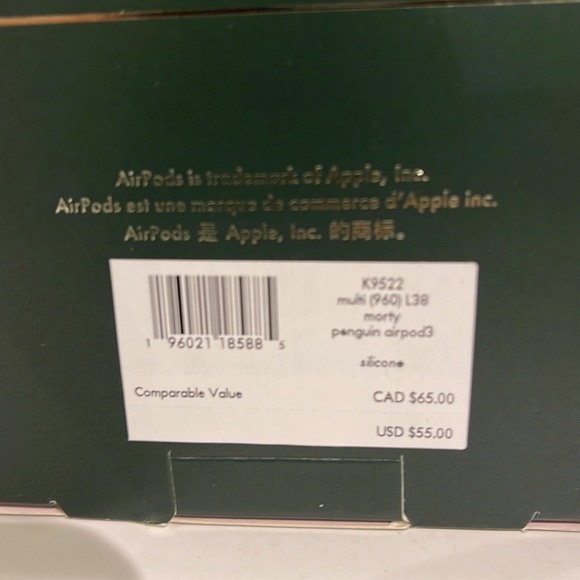 AirPods is trademark of Apple, Inc.
AirPods est une marque de commerce d'Apple inc.
AirPods 是 Apple, Inc. 的商标。
K9522
multi (960) L38
morty
penguin airpod3
silicone
1 96021 18588 5
Comparable Value
CAD $65.00
USD $55.00